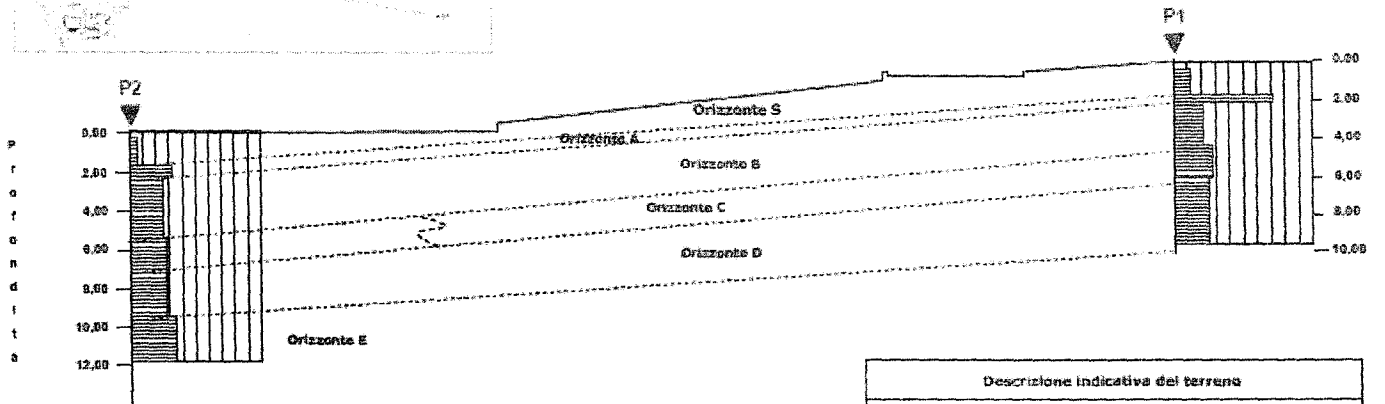 P1
P2
0.00
2.00
4,00
6,00
8,00
10,00
Orizzonte S
Orizzonte A
Orizzonte B
Orizzonte C
Orizzonte D
Orizzonte E
Profondita
0.00
2.00
4,00
6,00
8,00
10,00
12,00
Descrizione indicativa del terreno